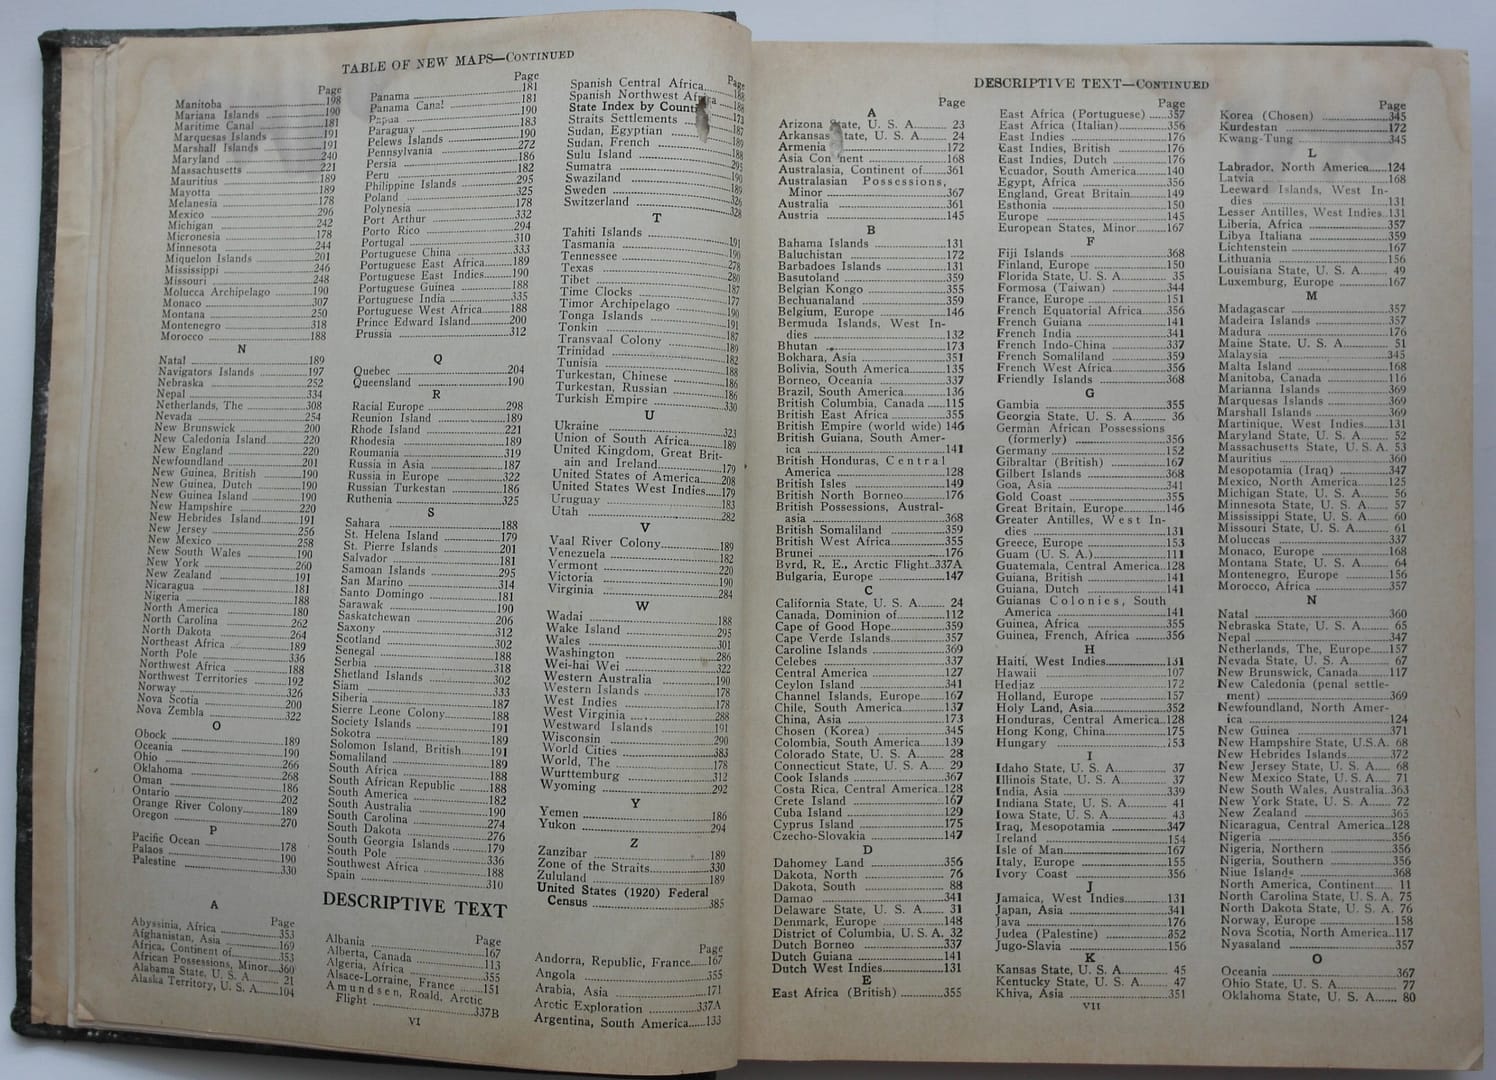 TABLE OF NEW MAPS—CONTINUED
Page
Manitoba 198
Mariana Islands 190
Maritime Canal 181
Marquesas Islands 191
Marshall Islands 191
Maryland 240
Massachusetts 221
Mauritius 189
Mayotta 189
Melanesia 178
Mexico 296
Michigan 242
Micronesia 178
Minnesota 244
Miquelon Islands 201
Mississippi 246
Missouri 248
Molucca Archipelago 190
Monaco 307
Montana 250
Montenegro 318
Morocco 188
N
Natal 189
Navigators Islands 197
Nebraska 252
Nepal 334
Netherlands, The 308
Nevada 254
New Brunswick 200
New Caledonia Island 220
New England 220
Newfoundland 201
New Guinea, British 190
New Guinea, Dutch 190
New Guinea Island 190
New Hampshire 220
New Hebrides Island 191
New Jersey 256
New Mexico 258
New South Wales 190
New York 260
New Zealand 191
Nicaragua 181
Nigeria 188
North America 180
North Carolina 262
North Dakota 264
Northeast Africa 189
North Pole 336
Northwest Africa 188
Northwest Territories 192
Norway 326
Nova Scotia 200
Nova Zembla 322
O
Obock 189
Oceania 190
Ohio 266
Oklahoma 268
Oman 186
Ontario 202
Orange River Colony 189
Oregon 270
P
Pacific Ocean 178
Palaos 190
Palestine 330
Page
Panama 181
Panama Canal 181
Papua 190
Paraguay 183
Pelews Islands 190
Pennsylvania 272
Persia 186
Peru 182
Philippine Islands 295
Poland 325
Polynesia 178
Port Arthur 332
Porto Rico 294
Portugal 310
Portuguese China 333
Portuguese East Africa 189
Portuguese East Indies 190
Portuguese Guinea 188
Portuguese India 335
Portuguese West Africa 188
Prince Edward Island 200
Prussia 312
Q
Quebec 204
Queensland 190
R
Racial Europe 298
Reunion Island 189
Rhode Island 221
Rhodesia 189
Roumania 319
Russia in Asia 187
Russia in Europe 322
Russian Turkestan 186
Ruthenia 325
S
Sahara 188
St. Helena Island 179
St. Pierre Islands 201
Salvador 181
Samoan Islands 295
San Marino 314
Santo Domingo 181
Sarawak 190
Saskatchewan 206
Saxony 312
Scotland 302
Senegal 188
Serbia 318
Shetland Islands 302
Siam 333
Siberia 187
Sierre Leone Colony 188
Society Islands 191
Sokotra 189
Solomon Island, British 191
Somaliland 189
South Africa 188
South African Republic 188
South America 182
South Australia 190
South Carolina 274
South Dakota 276
South Georgia Islands 179
South Pole 336
Southwest Africa 188
Spain 310
Page
Spanish Central Africa 188
Spanish Northwest Africa 188
State Index by Count 173
Straits Settlements 187
Sudan, Egyptian 189
Sudan, French 188
Sulu Island 295
Sumatra 190
Swaziland 189
Sweden 326
Switzerland 328
T
Tahiti Islands 191
Tasmania 190
Tennessee 278
Texas 280
Tibet 187
Time Clocks 177
Timor Archipelago 190
Tonga Islands 191
Tonkin 187
Transvaal Colony 189
Trinidad 182
Tunisia 188
Turkestan, Chinese 186
Turkestan, Russian 186
Turkish Empire 330
U
Ukraine 323
Union of South Africa 189
United Kingdom, Great Brit-
ain and Ireland 179
United States of America 208
United States West Indies 179
Uruguay 183
Utah 282
V
Vaal River Colony 189
Venezuela 182
Vermont 220
Victoria 190
Virginia 284
W
Wadai 188
Wake Island 295
Wales 301
Washington 286
Wei-hai Wei 322
Western Australia 190
Western Islands 178
West Indies 178
West Virginia 288
Westward Islands 191
Wisconsin 290
World Cities 383
World, The 178
Wurttemburg 312
Wyoming 292
Y
Yemen 186
Yukon 294
Z
Zanzibar 189
Zone of the Straits 330
Zululand 189
United States (1920) Federal
Census 385
DESCRIPTIVE TEXT
A
Page
Abyssinia, Africa 353
Afghanistan, Asia 169
Africa, Continent of 353
African Possessions, Minor 360
Alabama State, U. S. A. 21
Alaska Territory, U. S. A. 104
Page
Albania 167
Alberta, Canada 113
Algeria, Africa 355
Alsace-Lorraine, France 151
Amundsen, Roald, Arctic
Flight 337B
Page
Andorra, Republic, France 167
Angola 355
Arabia, Asia 171
Arctic Exploration 337A
Argentina, South America 133
VI
DESCRIPTIVE TEXT—CONTINUED
Page
A
Arizona State, U. S. A. 23
Arkansas State, U. S. A. 24
Armenia 172
Asia Continent 168
Australasia, Continent of 361
Australasian Possessions,
Minor 367
Australia 361
Austria 145
B
Bahama Islands 131
Baluchistan 172
Barbadoes Islands 131
Basutoland 359
Belgian Kongo 355
Bechuanaland 359
Belgium, Europe 146
Bermuda Islands, West In-
dies 132
Bhutan 173
Bokhara, Asia 351
Bolivia, South America 135
Borneo, Oceania 337
Brazil, South America 136
British Columbia, Canada 115
British East Africa 355
British Empire (world wide) 146
British Guiana, South Amer-
ica 141
British Honduras, Central
America 128
British Isles 149
British North Borneo 176
British Possessions, Austral-
asia 368
British Somaliland 359
British West Africa 355
Brunei 176
Byrd, R. E., Arctic Flight 337A
Bulgaria, Europe 147
C
California State, U. S. A. 24
Canada, Dominion of 112
Cape of Good Hope 359
Cape Verde Islands 357
Caroline Islands 369
Celebes 337
Central America 127
Ceylon Island 341
Channel Islands, Europe 167
Chile, South America 137
China, Asia 173
Chosen (Korea) 345
Colombia, South America 139
Colorado State, U. S. A. 28
Connecticut State, U. S. A. 29
Cook Islands 367
Costa Rica, Central America 128
Crete Island 167
Cuba Island 129
Cyprus Island 175
Czecho-Slovakia 147
D
Dahomey Land 356
Dakota, North 76
Dakota, South 88
Damao 341
Delaware State, U. S. A. 31
Denmark, Europe 148
District of Columbia, U. S. A. 32
Dutch Borneo 337
Dutch Guiana 141
Dutch West Indies 131
E
East Africa (British) 355
Page
East Africa (Portuguese) 357
East Africa (Italian) 356
East Indies 176
East Indies, British 176
East Indies, Dutch 176
Ecuador, South America 140
Egypt, Africa 356
England, Great Britain 149
Esthonia 150
Europe 145
European States, Minor 167
F
Fiji Islands 368
Finland, Europe 150
Florida State, U. S. A. 35
Formosa (Taiwan) 344
France, Europe 151
French Equatorial Africa 356
French Guiana 141
French India 341
French Indo-China 337
French Somaliland 359
French West Africa 356
Friendly Islands 368
G
Gambia 355
Georgia State, U. S. A. 36
German African Possessions
(formerly) 356
Germany 152
Gibraltar (British) 167
Gilbert Islands 368
Goa, Asia 341
Gold Coast 355
Great Britain, Europe 146
Greater Antilles, West In-
dies 131
Greece, Europe 153
Guam (U. S. A.) 111
Guatemala, Central America 128
Guiana, British 141
Guiana, Dutch 141
Guianas Colonies, South
America 141
Guinea, Africa 355
Guinea, French, Africa 356
H
Haiti, West Indies 131
Hawaii 107
Hedjaz 172
Holland, Europe 157
Holy Land, Asia 352
Honduras, Central America 128
Hong Kong, China 175
Hungary 153
I
Idaho State, U. S. A. 37
Illinois State, U. S. A. 37
India, Asia 339
Indiana State, U. S. A. 41
Iowa State, U. S. A. 43
Iraq, Mesopotamia 347
Ireland 154
Isle of Man 167
Italy, Europe 155
Ivory Coast 356
J
Jamaica, West Indies 131
Japan, Asia 341
Java 176
Judea (Palestine) 352
Jugo-Slavia 156
K
Kansas State, U. S. A. 45
Kentucky State, U. S. A. 47
Khiva, Asia 351
Page
Korea (Chosen) 345
Kurdestan 172
Kwang-Tung 345
L
Labrador, North America 124
Latvia 168
Leeward Islands, West In-
dies 131
Lesser Antilles, West Indies 131
Liberia, Africa 357
Libya Italiana 359
Lichtenstein 167
Lithuania 156
Louisiana State, U. S. A. 49
Luxemburg, Europe 167
M
Madagascar 357
Madeira Islands 357
Madura 176
Maine State, U. S. A. 51
Malaysia 345
Malta Island 168
Manitoba, Canada 116
Marianna Islands 369
Marquesas Islands 369
Marshall Islands 369
Martinique, West Indies 131
Maryland State, U. S. A. 52
Massachusetts State, U. S. A. 53
Mauritius 360
Mesopotamia (Iraq) 347
Mexico, North America 125
Michigan State, U. S. A. 56
Minnesota State, U. S. A. 57
Mississippi State, U. S. A. 60
Missouri State, U. S. A. 61
Moluccas 337
Monaco, Europe 168
Montana State, U. S. A. 64
Montenegro, Europe 156
Morocco, Africa 357
N
Natal 360
Nebraska State, U. S. A. 65
Nepal 347
Netherlands, The, Europe 157
Nevada State, U. S. A. 67
New Brunswick, Canada 117
New Caledonia (penal settle-
ment) 369
Newfoundland, North Amer-
ica 124
New Guinea 371
New Hampshire State, U.S.A. 68
New Hebrides Islands 372
New Jersey State, U. S. A. 68
New Mexico State, U. S. A. 71
New South Wales, Australia 363
New York State, U. S. A. 72
New Zealand 365
Nicaragua, Central America 128
Nigeria 356
Nigeria, Northern 356
Nigeria, Southern 356
Niue Islands 368
North America, Continent 11
North Carolina State, U. S. A. 75
North Dakota State, U. S. A. 76
Norway, Europe 158
Nova Scotia, North America 117
Nyasaland 357
O
Oceania 367
Ohio State, U. S. A. 77
Oklahoma State, U. S. A. 80
VII